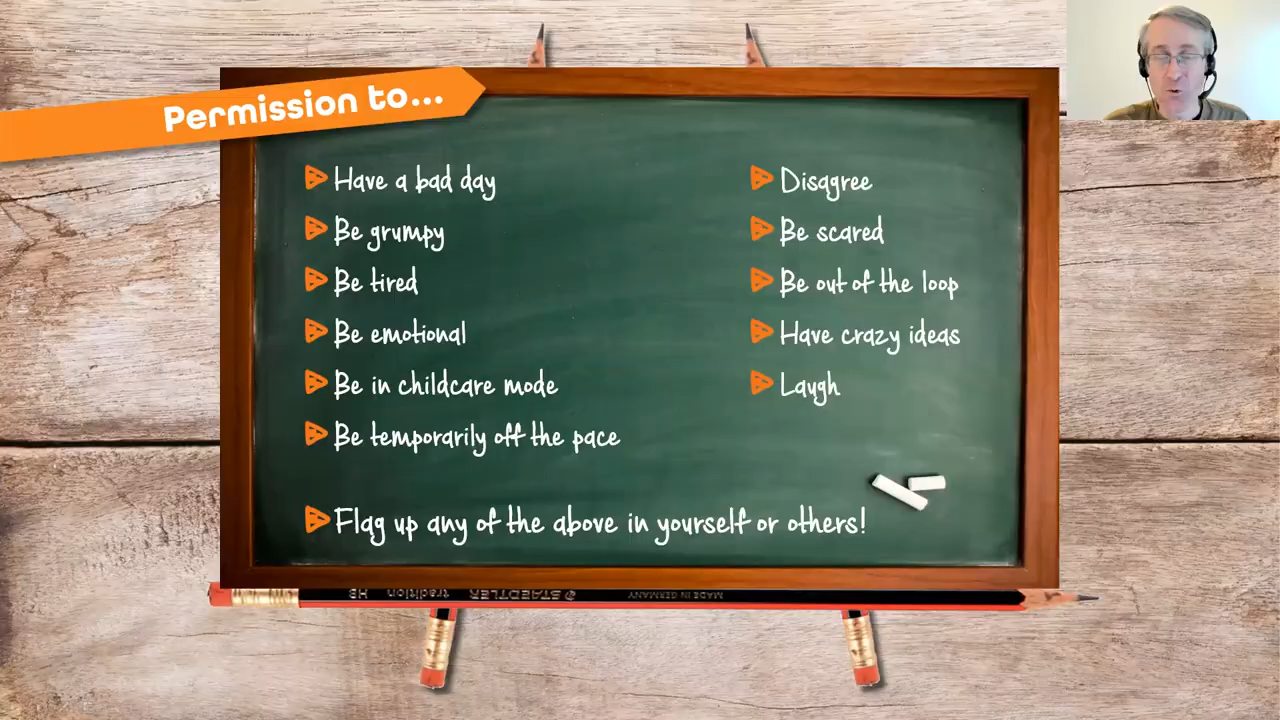 Permission to...
Have a bad day
Be grumpy
Be tired
Be emotional
Be in childcare mode
Be temporarily off the pace
Disagree
Be scared
Be out of the loop
Have crazy ideas
Laugh
Flag up any of the above in yourself or others!
MADE IN GERMANY STAEDTLER tradition HB